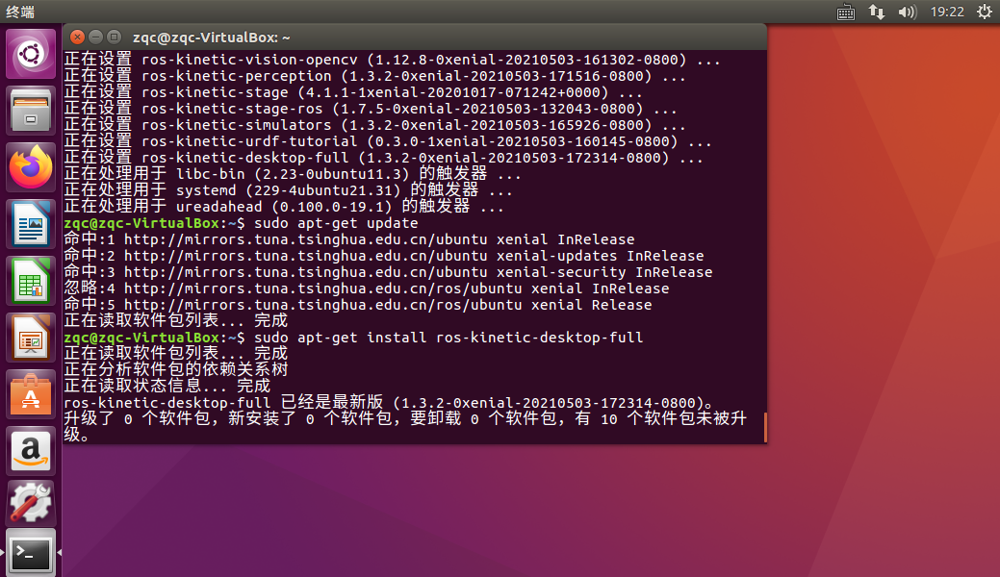 终端
19:22
zqc@zqc-VirtualBox: ~
正在设置 ros-kinetic-vision-opencv (1.12.8-0xenial-20210503-161302-0800) ...
正在设置 ros-kinetic-perception (1.3.2-0xenial-20210503-171516-0800) ...
正在设置 ros-kinetic-stage (4.1.1-1xenial-20201017-071242+0000) ...
正在设置 ros-kinetic-stage-ros (1.7.5-0xenial-20210503-132043-0800) ...
正在设置 ros-kinetic-simulators (1.3.2-0xenial-20210503-165926-0800) ...
正在设置 ros-kinetic-urdf-tutorial (0.3.0-1xenial-20210503-160145-0800) ...
正在设置 ros-kinetic-desktop-full (1.3.2-0xenial-20210503-172314-0800) ...
正在处理用于 libc-bin (2.23-0ubuntu11.3) 的触发器 ...
正在处理用于 systemd (229-4ubuntu21.31) 的触发器 ...
正在处理用于 ureadahead (0.100.0-19.1) 的触发器 ...
zqc@zqc-VirtualBox:~$ sudo apt-get update
命中:1 http://mirrors.tuna.tsinghua.edu.cn/ubuntu xenial InRelease
命中:2 http://mirrors.tuna.tsinghua.edu.cn/ubuntu xenial-updates InRelease
命中:3 http://mirrors.tuna.tsinghua.edu.cn/ubuntu xenial-security InRelease
忽略:4 http://mirrors.tuna.tsinghua.edu.cn/ros/ubuntu xenial InRelease
命中:5 http://mirrors.tuna.tsinghua.edu.cn/ros/ubuntu xenial Release
正在读取软件包列表... 完成
zqc@zqc-VirtualBox:~$ sudo apt-get install ros-kinetic-desktop-full
正在读取软件包列表... 完成
正在分析软件包的依赖关系树
正在读取状态信息... 完成
ros-kinetic-desktop-full 已经是最新版 (1.3.2-0xenial-20210503-172314-0800)。
升级了 0 个软件包，新安装了 0 个软件包，要卸载 0 个软件包，有 10 个软件包未被升
级。